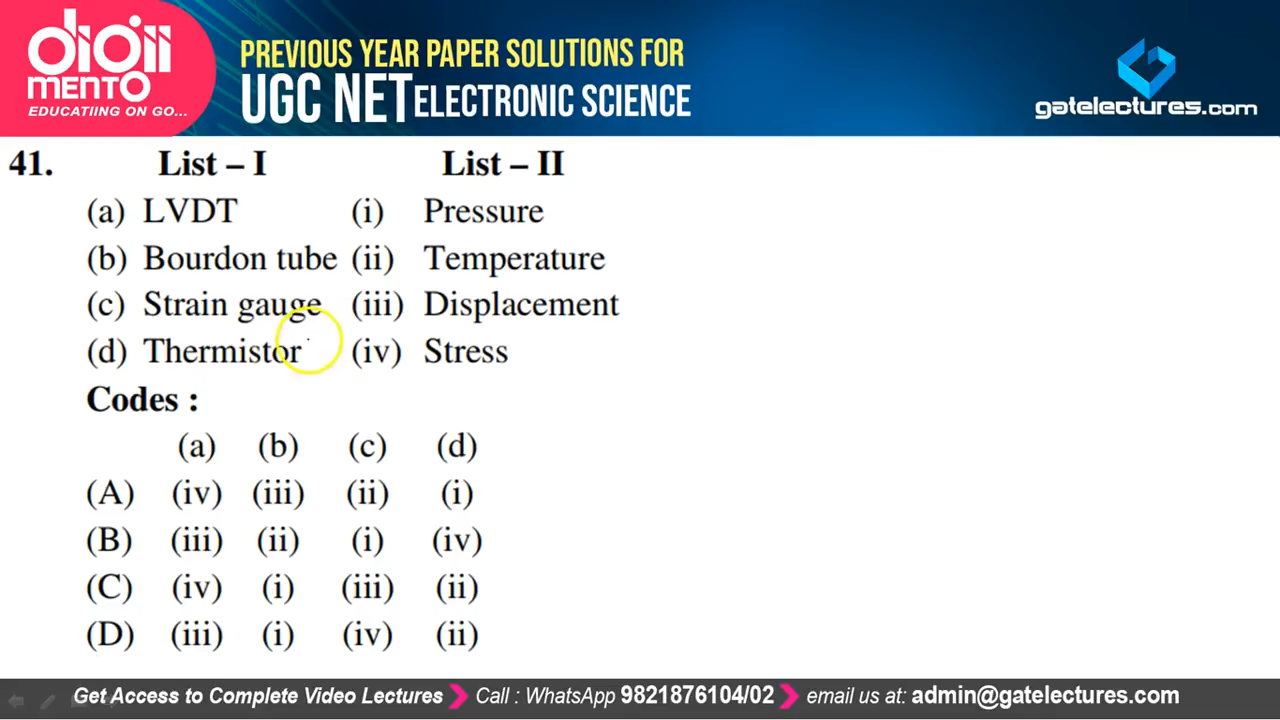 digii
MENTO
EDUCATIING ON GO...
PREVIOUS YEAR PAPER SOLUTIONS FOR
UGC NET ELECTRONIC SCIENCE
gatelectures.com
41. List – I List – II
(a) LVDT (i) Pressure
(b) Bourdon tube (ii) Temperature
(c) Strain gauge (iii) Displacement
(d) Thermistor (iv) Stress
Codes :
(a) (b) (c) (d)
(A) (iv) (iii) (ii) (i)
(B) (iii) (ii) (i) (iv)
(C) (iv) (i) (iii) (ii)
(D) (iii) (i) (iv) (ii)
Get Access to Complete Video Lectures Call : WhatsApp 9821876104/02 email us at: admin@gatelectures.com